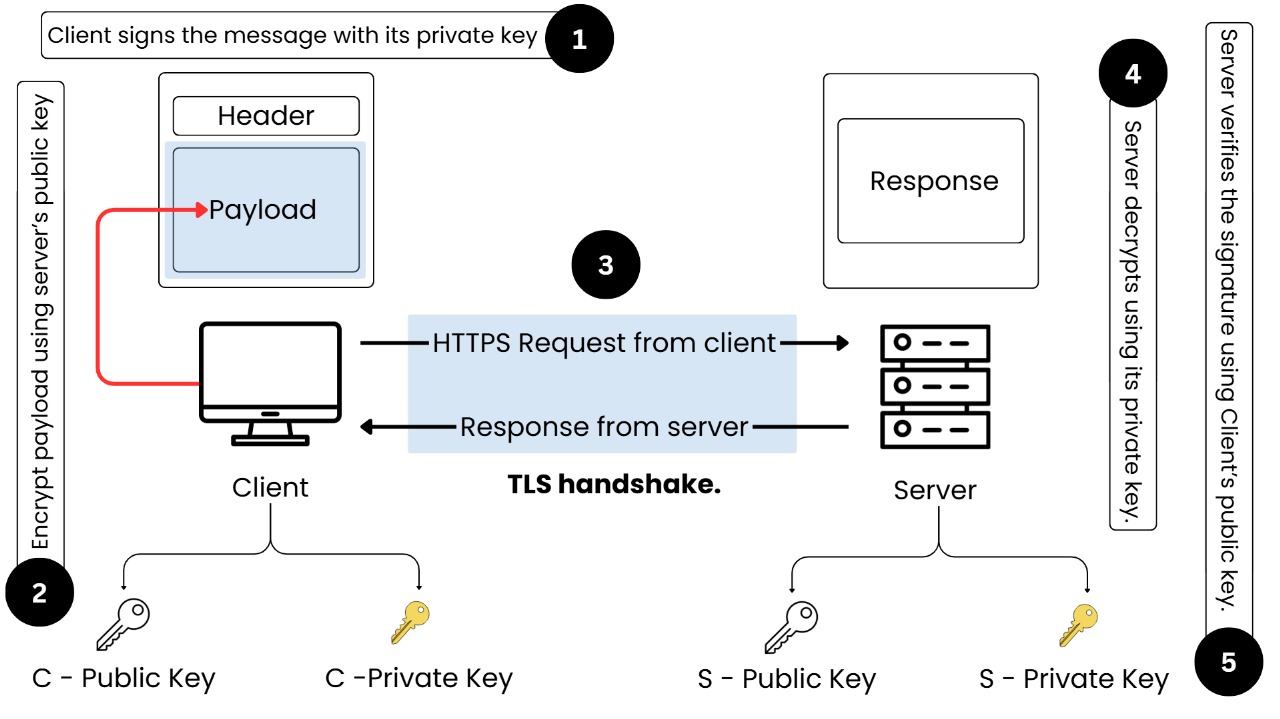 Client signs the message with its private key
1
Encrypt payload using server's public key
2
Header
Payload
3
HTTPS Request from client
Response from server
TLS handshake.
Response
4
Server decrypts using its private key.
Server verifies the signature using Client's public key.
5
Client
Server
C - Public Key
C -Private Key
S - Public Key
S - Private Key